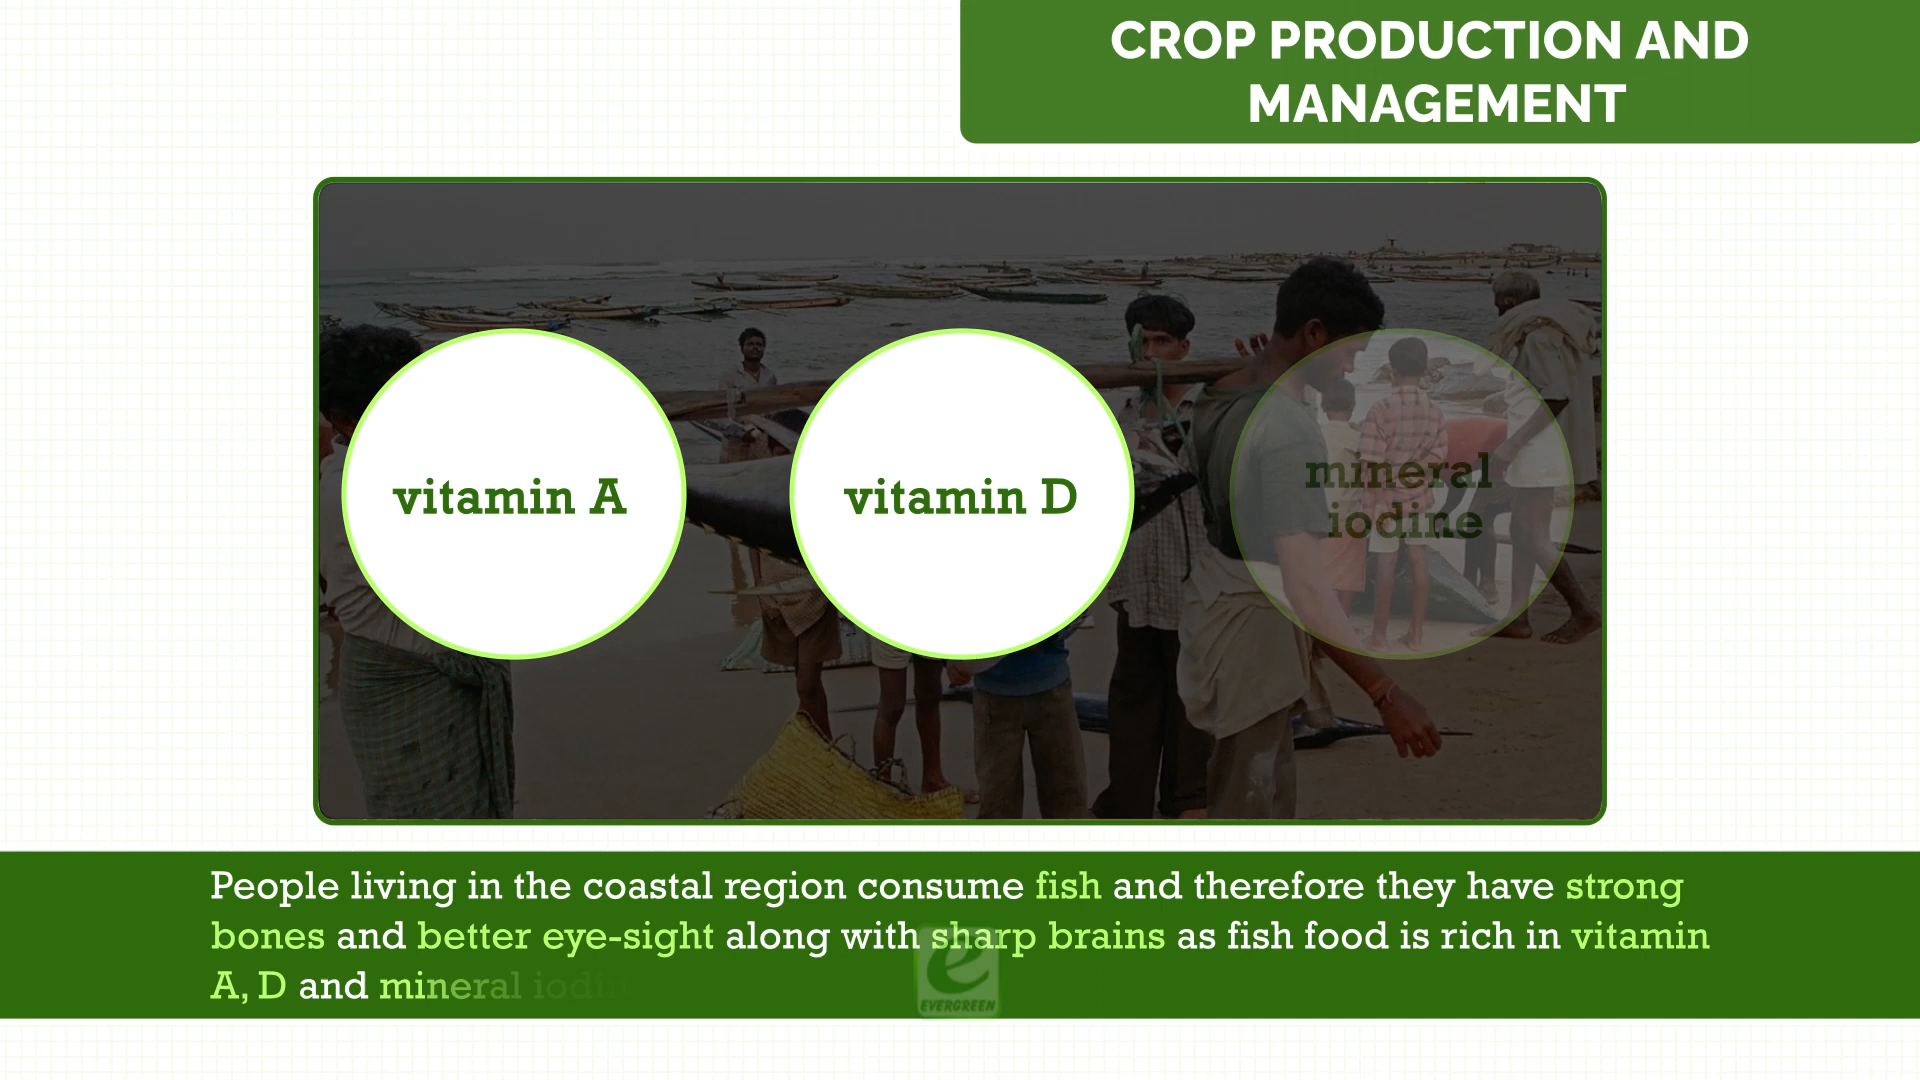 CROP PRODUCTION AND
MANAGEMENT
vitamin A
vitamin D
mineral
iodine
People living in the coastal region consume fish and therefore they have strong
bones and better eye-sight along with sharp brains as fish food is rich in vitamin
A, D and mineral iodin
e
EVERGREEN